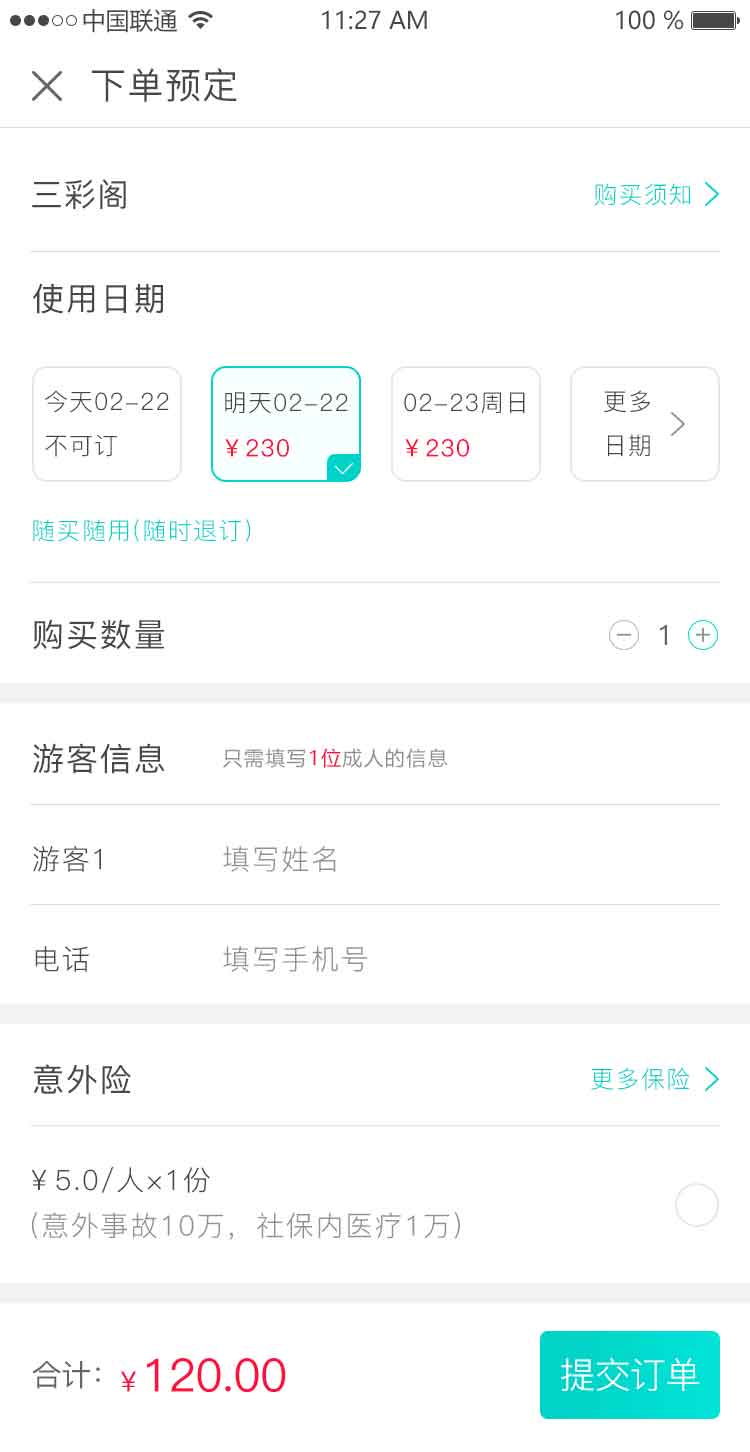 中国联通 11:27 AM 100 %
下单预定
三彩阁 购买须知
使用日期
今天02-22 明天02-22 02-23周日 更多
不可订 ¥230 ¥230 日期
随买随用(随时退订)
购买数量 1
游客信息 只需填写1位成人的信息
游客1 填写姓名
电话 填写手机号
意外险 更多保险
¥5.0/人×1份
(意外事故10万，社保内医疗1万)
合计：¥120.00 提交订单